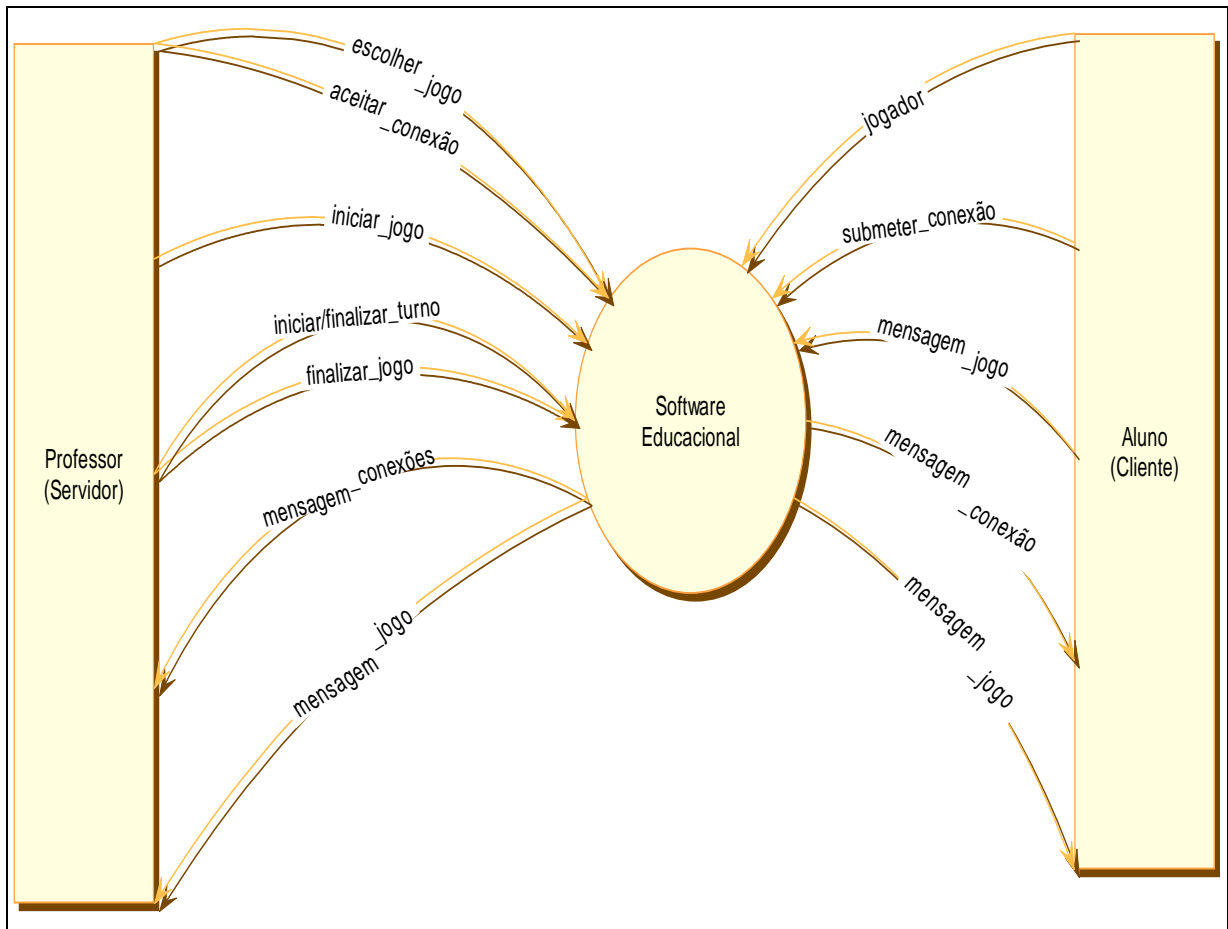 escolher
_jogo
aceitar
_conexão
iniciar_jogo
iniciar/finalizar_turno
finalizar_jogo
mensagem_conexões
mensagem
_jogo
Professor
(Servidor)
Software
Educacional
jogador
submeter_conexão
mensagem
_jogo
mensagem
_conexão
mensagem
_jogo
Aluno
(Cliente)